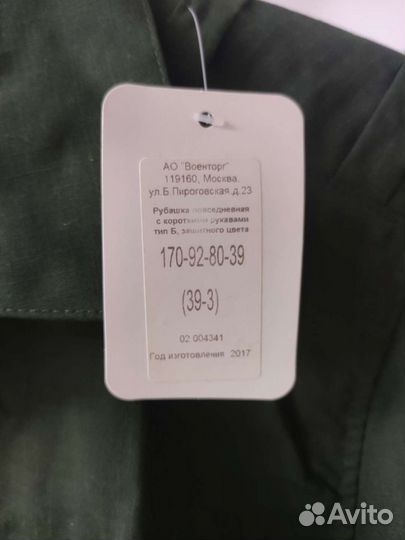 АО "Военторг"
119160, Москва,
ул.Б.Пироговская,д.23
Рубашка повседневная
с короткими рукавами
тип Б, защитного цвета
170-92-80-39
(39-3)
02 004341
Год изготовления 2017
Avito